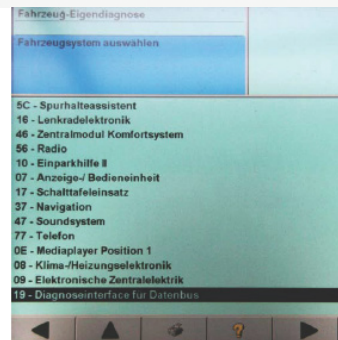 Fahrzeug-Eigendiagnose
Fahrzeugsystem auswählen
5C - Spurhalteassistent
16 - Lenkradelektronik
46 - Zentralmodul Komfortsystem
56 - Radio
10 - Einparkhilfe II
07 - Anzeige-/ Bedieneinheit
17 - Schalttafeleinsatz
37 - Navigation
47 - Soundsystem
77 - Telefon
0E - Mediaplayer Position 1
08 - Klima-/Heizungselektronik
09 - Elektronische Zentralelektrik
19 - Diagnoseinterface für Datenbus